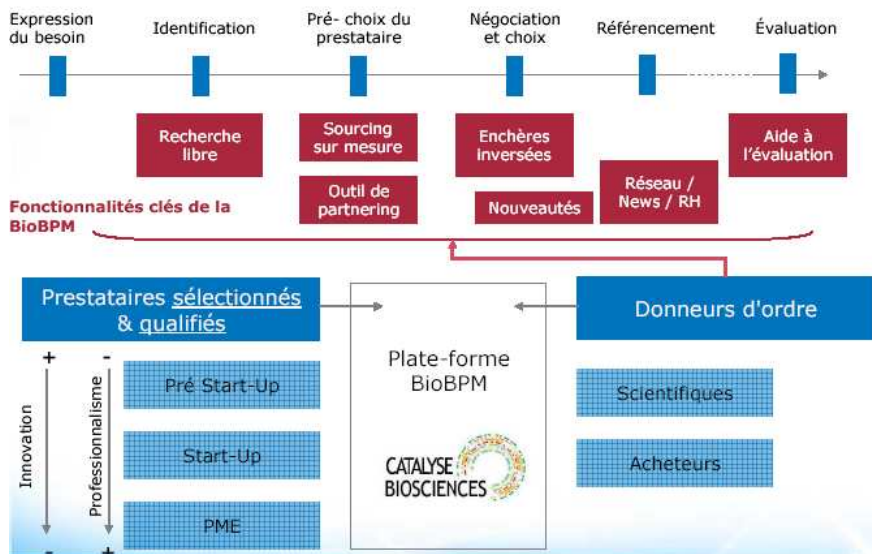 Expression
du besoin
Identification
Pré- choix du
prestataire
Négociation
et choix
Référencement
Évaluation
Recherche
libre
Sourcing
sur mesure
Enchères
inversées
Aide à
l'évaluation
Outil de
partnering
Nouveautés
Réseau /
News / RH
Fonctionnalités clés de la
BioBPM
Prestataires sélectionnés
& qualifiés
Donneurs d'ordre
Plate-forme
BioBPM
CATALYSE
BIOSCIENCES
+
-
Innovation
Professionnalisme
-
+
Pré Start-Up
Start-Up
PME
Scientifiques
Acheteurs